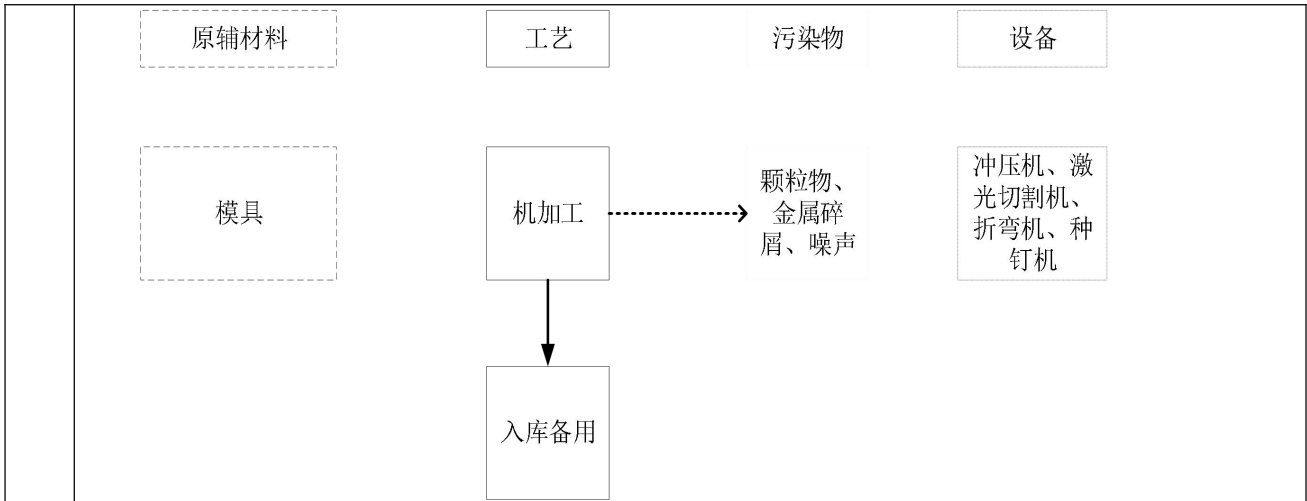 原辅材料
工艺
污染物
设备
模具
机加工
颗粒物、
金属碎
屑、噪声
冲压机、激
光切割机、
折弯机、种
钉机
入库备用